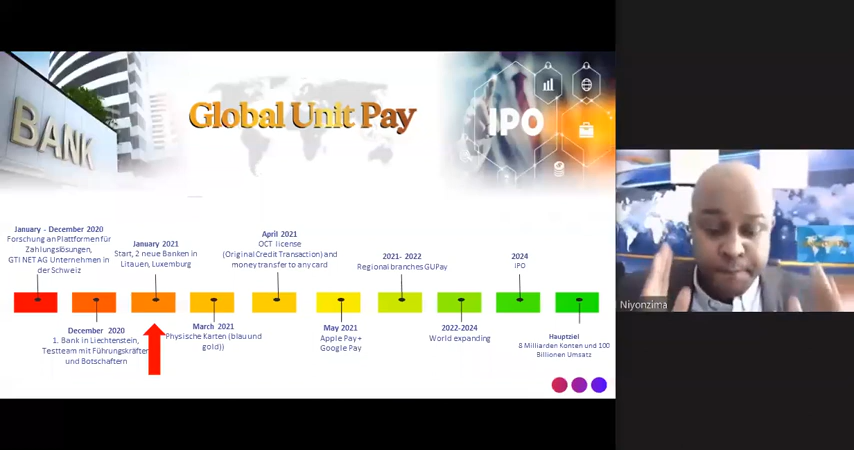 BANK
Global Unit Pay
IPO
January - December 2020
Forschung an Plattformen für
Zahlungslösungen,
GTI NET AG Unternehmen in
der Schweiz
December 2020
1. Bank in Liechtenstein,
Testteam mit Führungskräften
und Botschaftern
January 2021
Start, 2 neue Banken in
Litauen, Luxemburg
March 2021
Physische Karten (blau und
gold))
April 2021
OCT license
(Original Credit Transaction) and
money transfer to any card
May 2021
Apple Pay +
Google Pay
2021- 2022
Regional branches GUPay
2022-2024
World expanding
2024
IPO
Hauptziel
8 Milliarden Konten und 100
Billionen Umsatz
Niyonzima